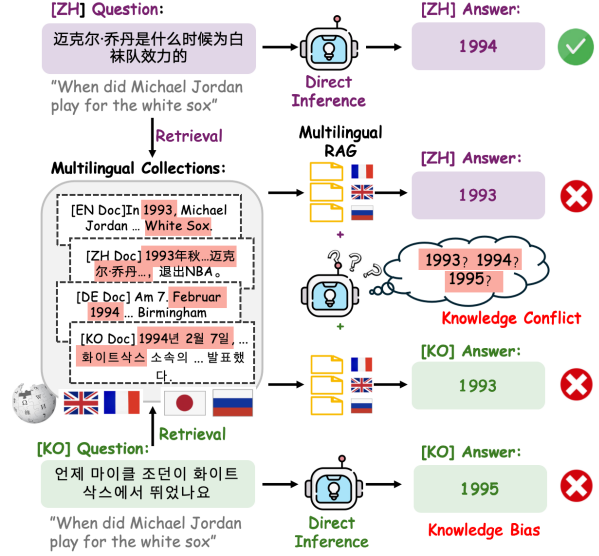 [ZH] Question:
迈克尔·乔丹是什么时候为白
袜队效力的
"When did Michael Jordan
play for the white sox"
Direct
Inference
[ZH] Answer:
1994
Retrieval
Multilingual Collections:
[EN Doc]In 1993, Michael
Jordan ... White Sox.
[ZH Doc] 1993年秋...迈克
尔·乔丹..., 退出NBA。
[DE Doc] Am 7. Februar
1994 ... Birmingham
[KO Doc] 1994년 2월 7일, ...
화이트삭스 소속의 ... 발표했
다.
Multilingual
RAG
+
? ? ?
+
[ZH] Answer:
1993
1993? 1994?
1995?
Knowledge Conflict
[KO] Answer:
1993
Retrieval
[KO] Question:
언제 마이클 조던이 화이트
삭스에서 뛰었나요
"When did Michael Jordan
play for the white sox"
Direct
Inference
[KO] Answer:
1995
Knowledge Bias